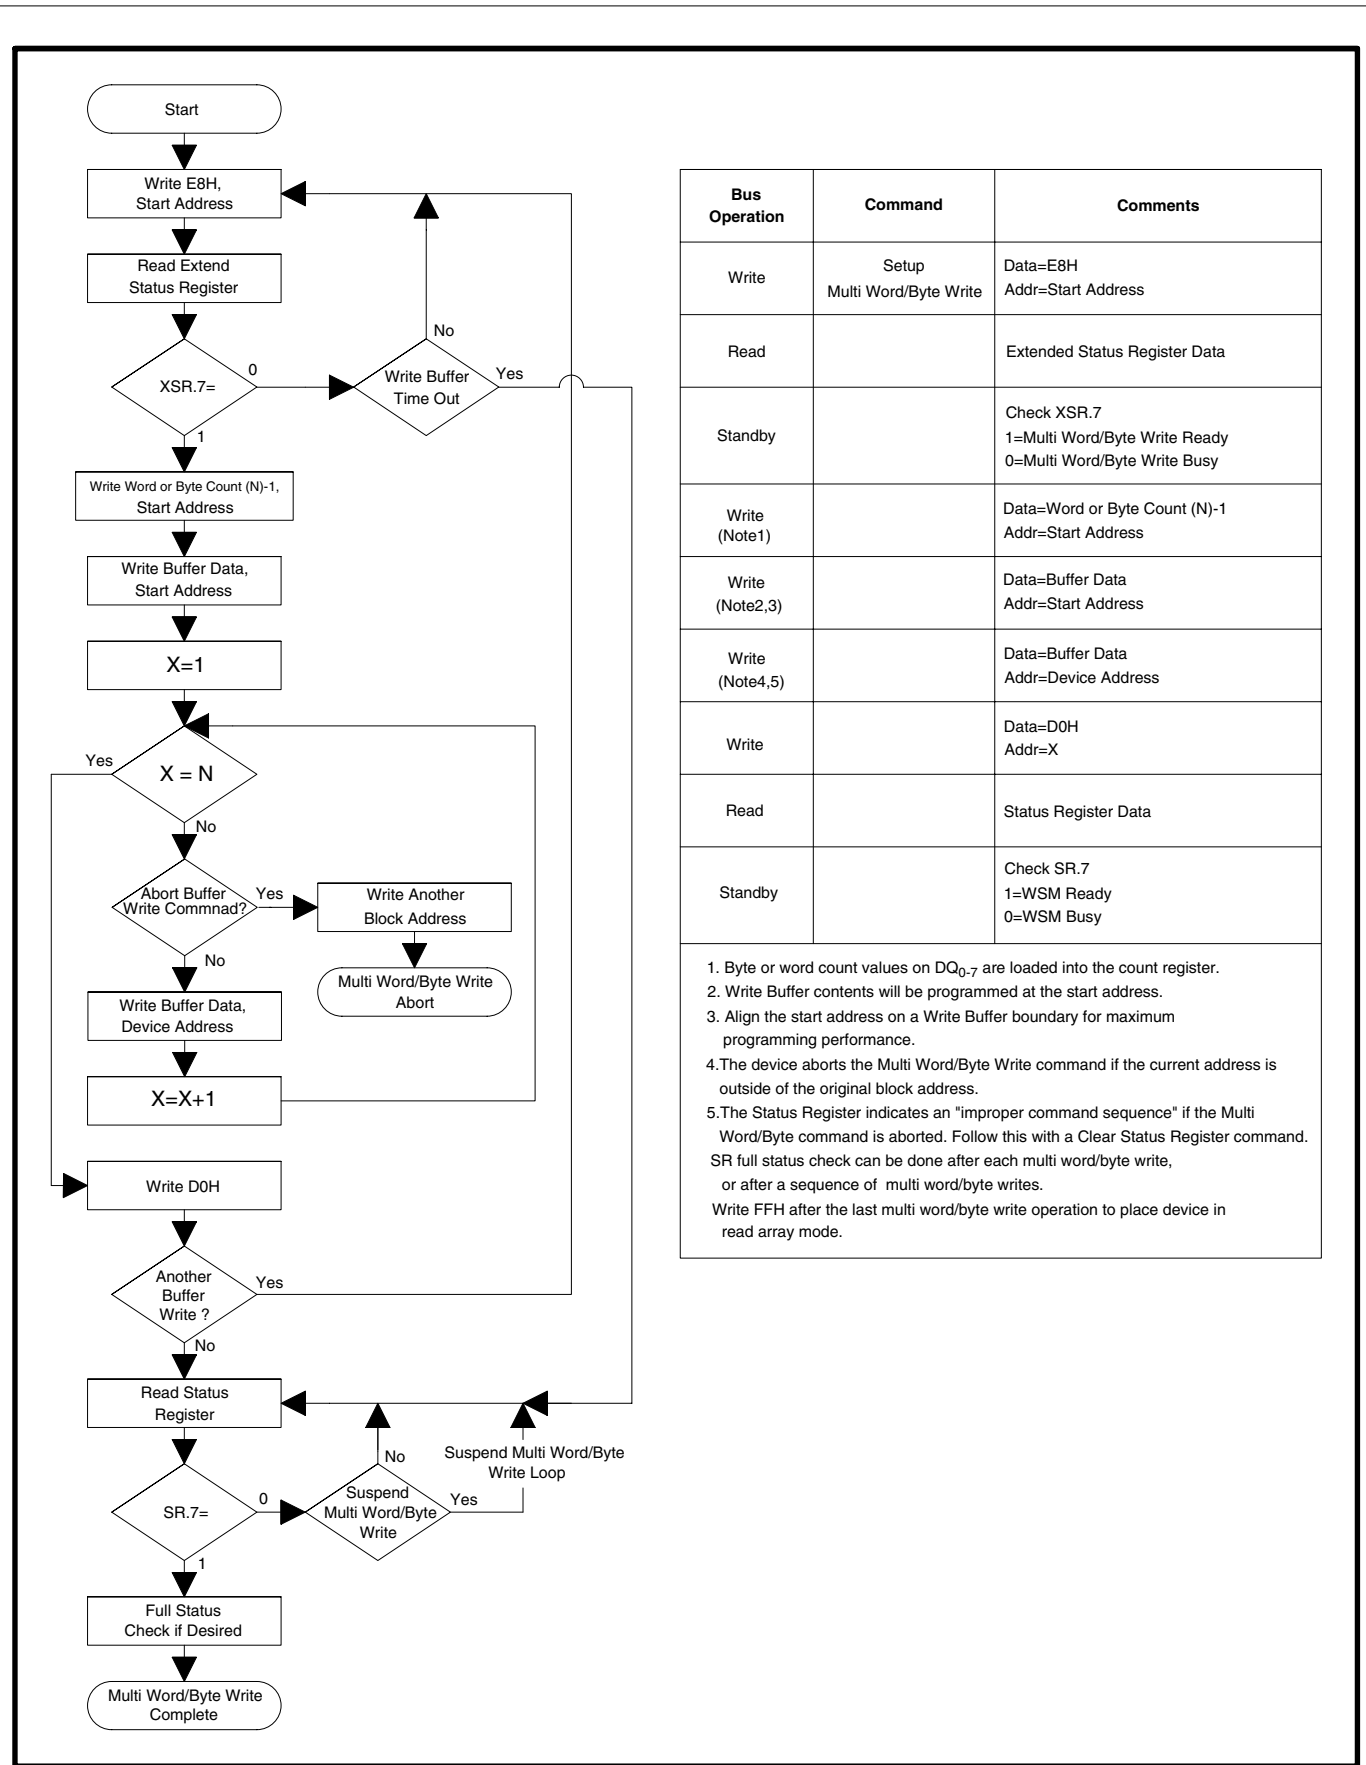 Start
Write E8H,
Start Address
Read Extend
Status Register
XSR.7=
0
1
Write Buffer
Time Out
No
Yes
Write Word or Byte Count (N)-1,
Start Address
Write Buffer Data,
Start Address
X=1
X = N
Yes
No
Abort Buffer
Write Commnad?
Yes
No
Write Another
Block Address
Multi Word/Byte Write
Abort
Write Buffer Data,
Device Address
X=X+1
Write D0H
Another
Buffer
Write ?
Yes
No
Read Status
Register
SR.7=
0
1
Suspend
Multi Word/Byte
Write
No
Yes
Suspend Multi Word/Byte
Write Loop
Full Status
Check if Desired
Multi Word/Byte Write
Complete
Bus
Operation
Command
Comments
Write
Setup
Multi Word/Byte Write
Data=E8H
Addr=Start Address
Read
Extended Status Register Data
Standby
Check XSR.7
1=Multi Word/Byte Write Ready
0=Multi Word/Byte Write Busy
Write
(Note1)
Data=Word or Byte Count (N)-1
Addr=Start Address
Write
(Note2,3)
Data=Buffer Data
Addr=Start Address
Write
(Note4,5)
Data=Buffer Data
Addr=Device Address
Write
Data=D0H
Addr=X
Read
Status Register Data
Standby
Check SR.7
1=WSM Ready
0=WSM Busy
1. Byte or word count values on DQ0-7 are loaded into the count register.
2. Write Buffer contents will be programmed at the start address.
3. Align the start address on a Write Buffer boundary for maximum
programming performance.
4.The device aborts the Multi Word/Byte Write command if the current address is
outside of the original block address.
5.The Status Register indicates an "improper command sequence" if the Multi
Word/Byte command is aborted. Follow this with a Clear Status Register command.
SR full status check can be done after each multi word/byte write,
or after a sequence of multi word/byte writes.
Write FFH after the last multi word/byte write operation to place device in
read array mode.